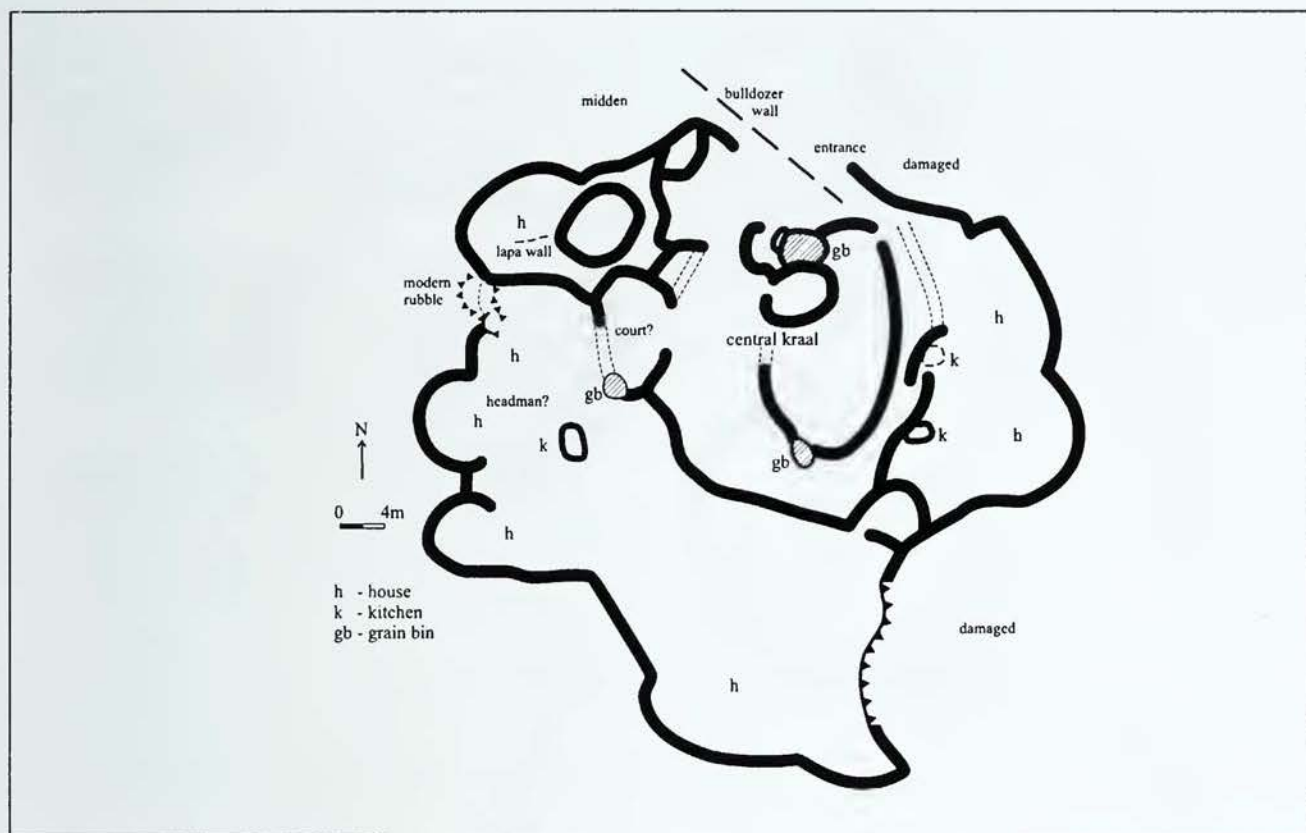 midden
bulldozer
wall
entrance
damaged
h
lapa wall
gb
modern
rubble
h
court?
central kraal
h
k
headman?
gb
h
k
k
h
N
gb
0 4m
h
h - house
k - kitchen
gb - grain bin
damaged
h